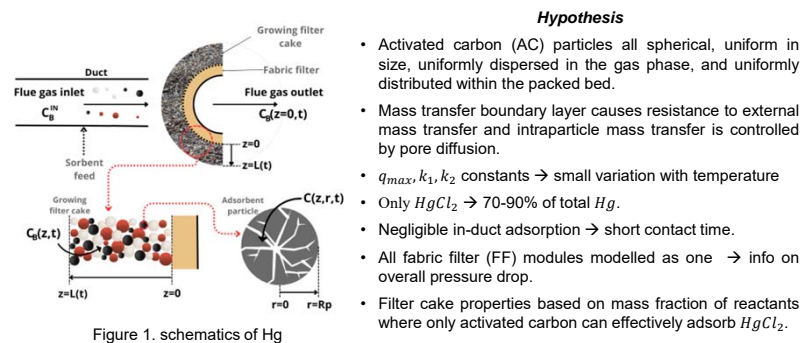 Growing filter
cake
Duct
Fabric filter
Flue gas inlet
Flue gas outlet
C_B^IN
C_B(z=0,t)
z=0
z=L(t)
Sorbent
feed
Growing
filter cake
Adsorbent
particle
C(z,r,t)
C_B(z,t)
z=L(t)
z=0
r=0
r=Rp
Figure 1. schematics of Hg
Hypothesis
• Activated carbon (AC) particles all spherical, uniform in
size, uniformly dispersed in the gas phase, and uniformly
distributed within the packed bed.
• Mass transfer boundary layer causes resistance to external
mass transfer and intraparticle mass transfer is controlled
by pore diffusion.
• q_max, k_1, k_2 constants → small variation with temperature
• Only HgCl_2 → 70-90% of total Hg.
• Negligible in-duct adsorption → short contact time.
• All fabric filter (FF) modules modelled as one → info on
overall pressure drop.
• Filter cake properties based on mass fraction of reactants
where only activated carbon can effectively adsorb HgCl_2.